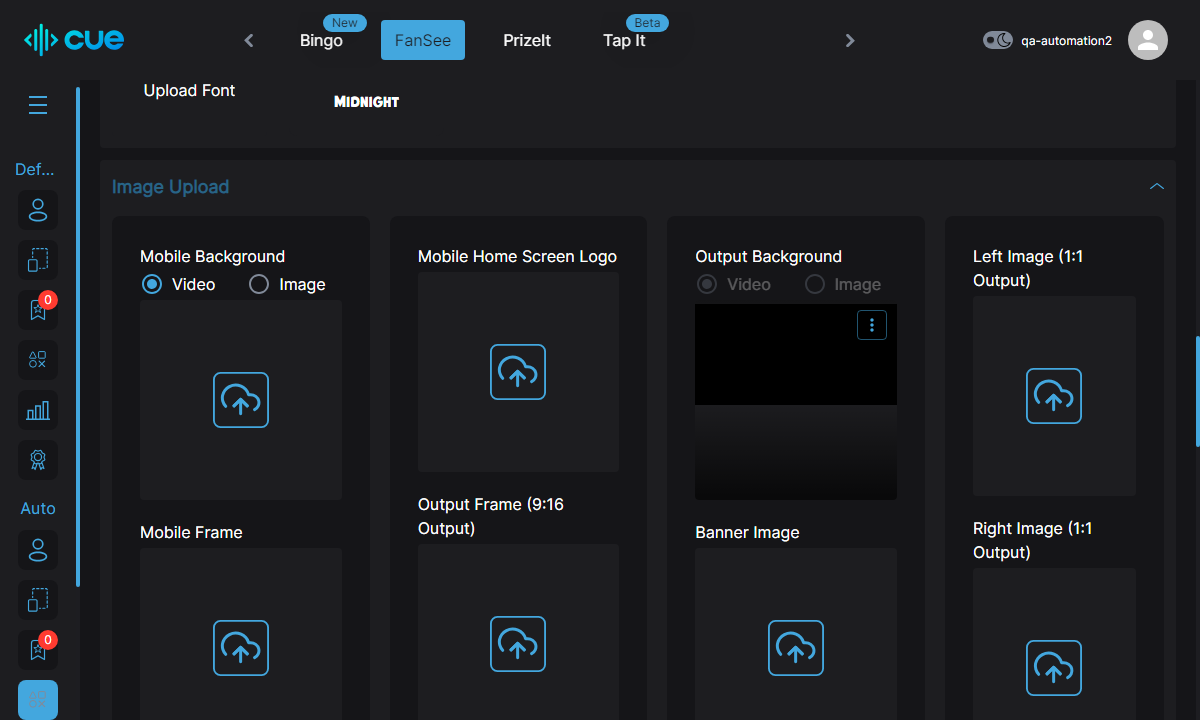 cue
New
Bingo
FanSee
PrizeIt
Beta
Tap It
qa-automation2
Upload Font
MIDNIGHT
Def...
Image Upload
Mobile Background
Video
Image
Mobile Home Screen Logo
Output Background
Video
Image
Left Image (1:1
Output)
0
Output Frame (9:16
Output)
Mobile Frame
Banner Image
Right Image (1:1
Output)
Auto
0